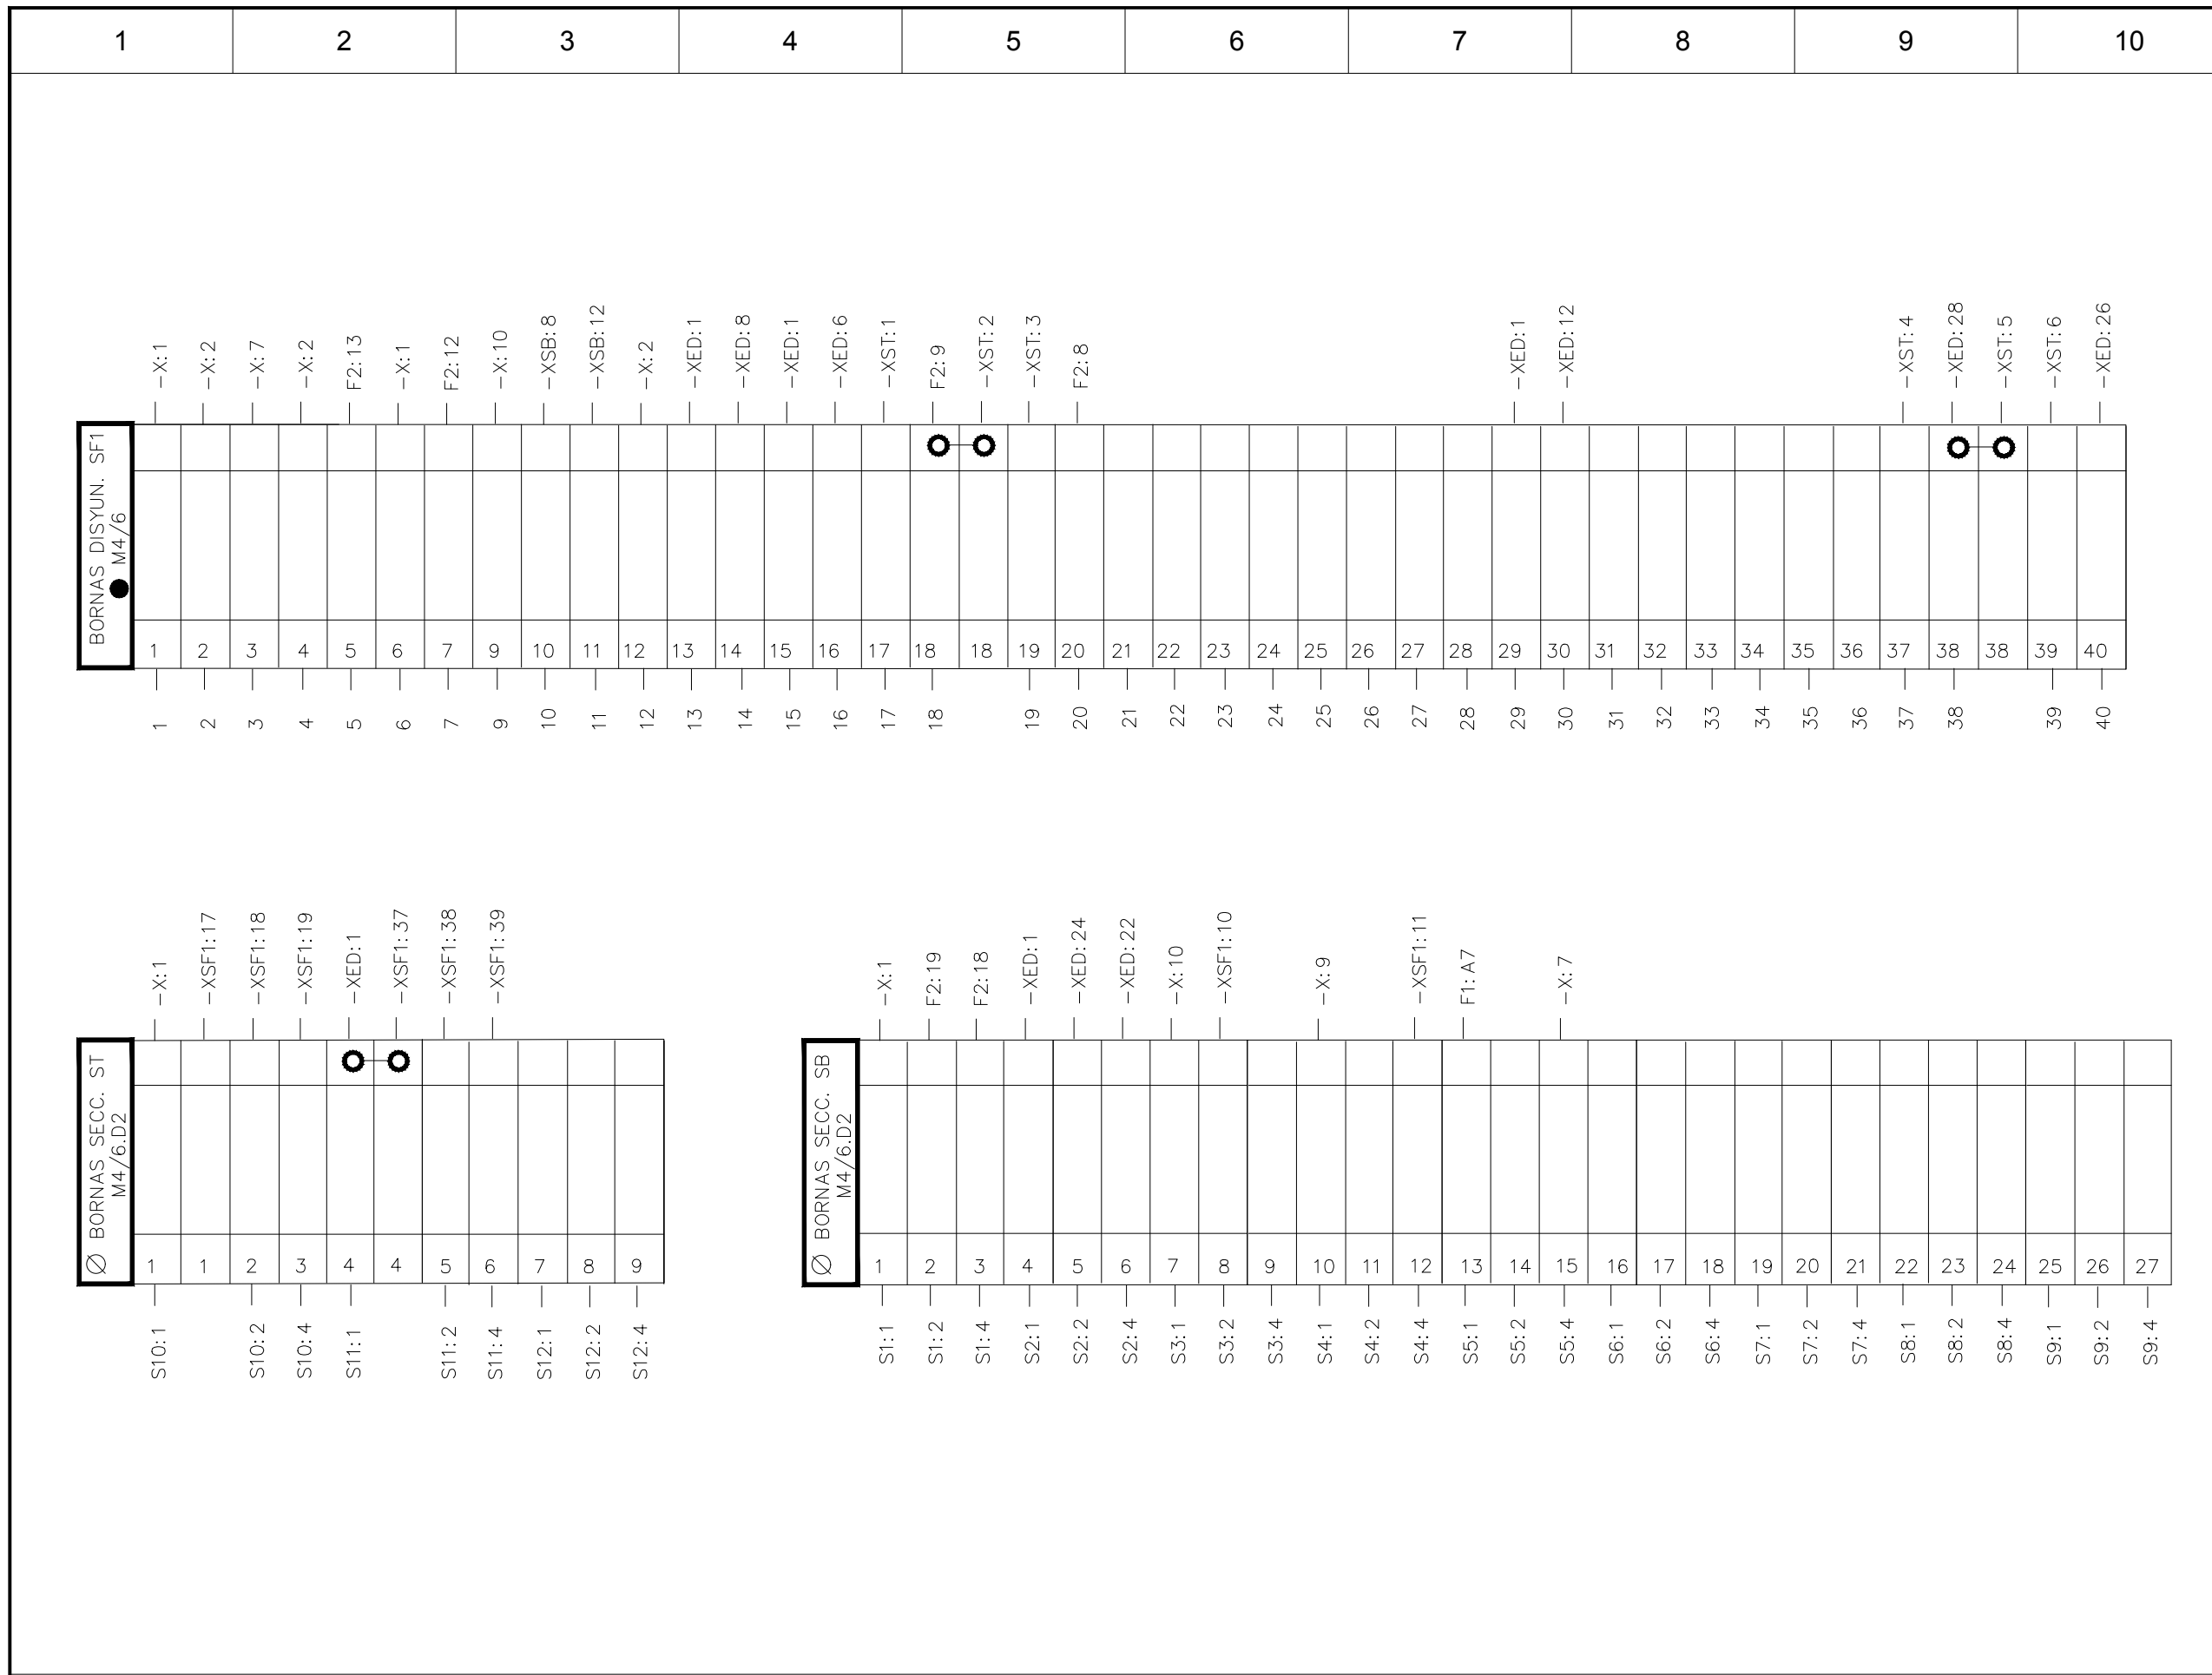 1 2 3 4 5 6 7 8 9 10
-X:1 -X:2 -X:7 -X:2 F2:13 -X:1 F2:12 -X:10 -XSB:8 -XSB:12 -X:2 -XED:1 -XED:8 -XED:1 -XED:6 -XST:1 F2:9 -XST:2 -XST:3 F2:8 -XED:1 -XED:12 -XST:4 -XED:28 -XST:5 -XST:6 -XED:26
BORNAS DISYUN. SF1
M4/6
1 2 3 4 5 6 7 9 10 11 12 13 14 15 16 17 18 18 19 20 21 22 23 24 25 26 27 28 29 30 31 32 33 34 35 36 37 38 38 39 40
1 2 3 4 5 6 7 9 10 11 12 13 14 15 16 17 18 19 20 21 22 23 24 25 26 27 28 29 30 31 32 33 34 35 36 37 38 39 40
-X:1 -XSF1:17 -XSF1:18 -XSF1:19 -XED:1 -XSF1:37 -XSF1:38 -XSF1:39
Ø BORNAS SECC. ST
M4/6.D2
1 1 2 3 4 4 5 6 7 8 9
S10:1 S10:2 S10:4 S11:1 S11:2 S11:4 S12:1 S12:2 S12:4
-X:1 F2:19 F2:18 -XED:1 -XED:24 -XED:22 -X:10 -XSF1:10 -X:9 -XSF1:11 F1:A7 -X:7
Ø BORNAS SECC. SB
M4/6.D2
1 2 3 4 5 6 7 8 9 10 11 12 13 14 15 16 17 18 19 20 21 22 23 24 25 26 27
S1:1 S1:2 S1:4 S2:1 S2:2 S2:4 S3:1 S3:2 S3:4 S4:1 S4:2 S4:4 S5:1 S5:2 S5:4 S6:1 S6:2 S6:4 S7:1 S7:2 S7:4 S8:1 S8:2 S8:4 S9:1 S9:2 S9:4